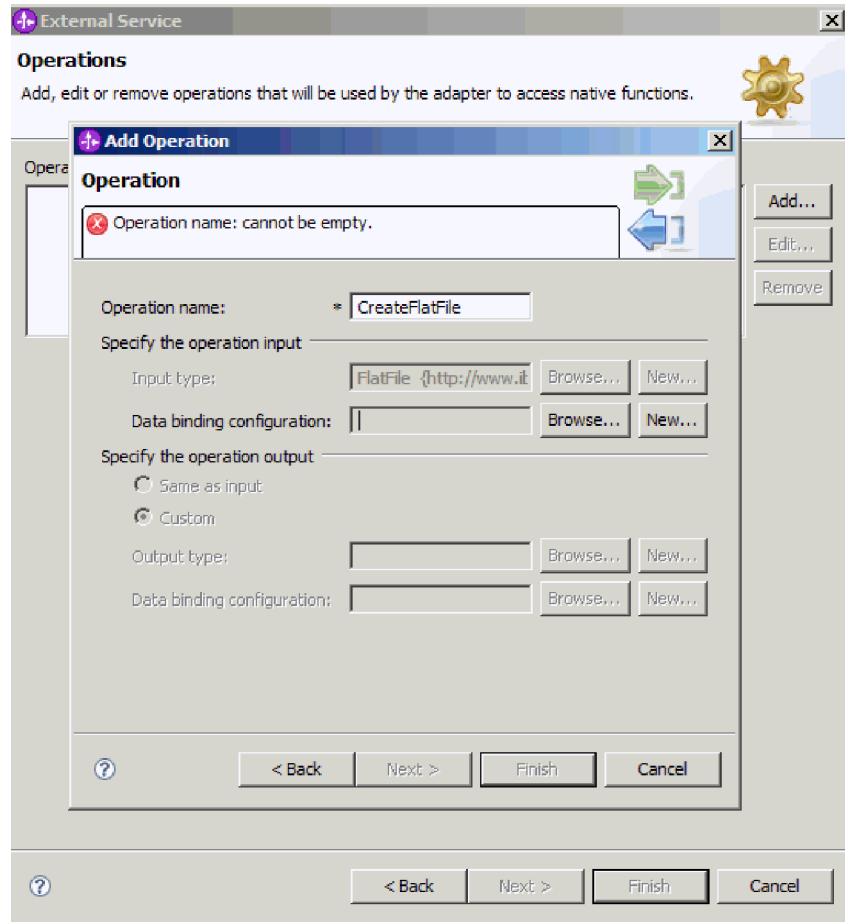 External Service
Operations
Add, edit or remove operations that will be used by the adapter to access native functions.
Opera
Add...
Edit...
Remove
Add Operation
Operation
Operation name: cannot be empty.
Operation name: * CreateFlatFile
Specify the operation input
Input type: FlatFile {http://www.it Browse... New...
Data binding configuration: Browse... New...
Specify the operation output
Same as input
Custom
Output type: Browse... New...
Data binding configuration: Browse... New...
? < Back Next > Finish Cancel
? < Back Next > Finish Cancel